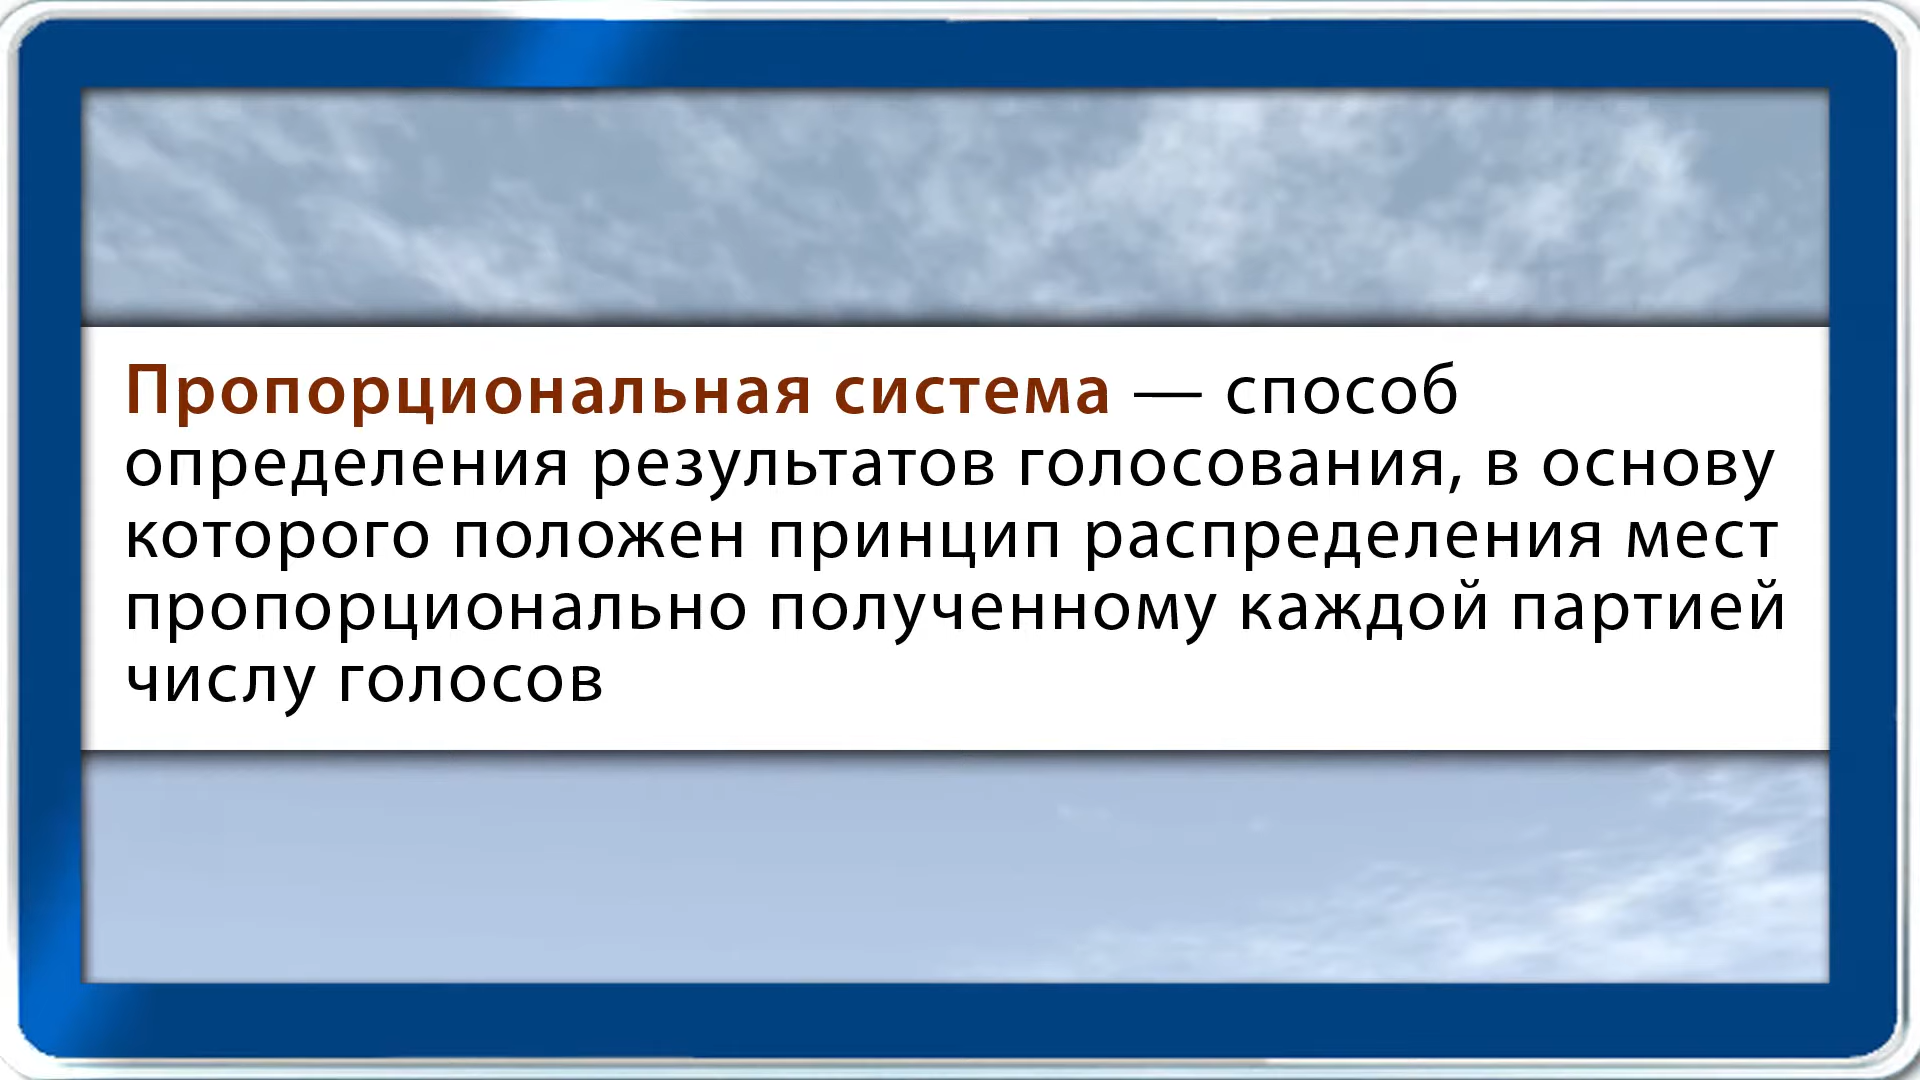 Пропорциональная система — способ
определения результатов голосования, в основу
которого положен принцип распределения мест
пропорционально полученному каждой партией
числу голосов